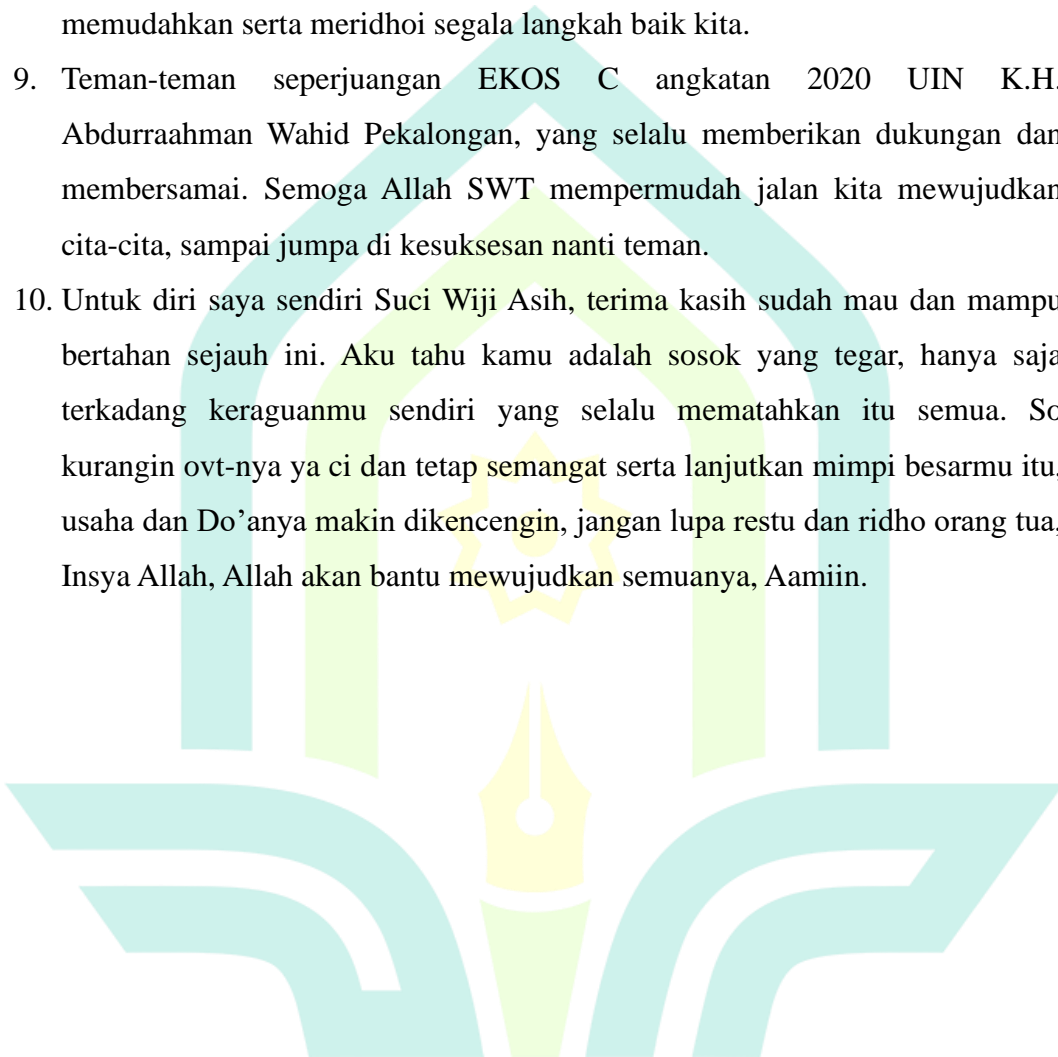 memudahkan serta meridhoi segala langkah baik kita.
9. Teman-teman seperjuangan EKOS C angkatan 2020 UIN K.H.
Abdurraahman Wahid Pekalongan, yang selalu memberikan dukungan dan
membersamai. Semoga Allah SWT mempermudah jalan kita mewujudkan
cita-cita, sampai jumpa di kesuksesan nanti teman.
10. Untuk diri saya sendiri Suci Wiji Asih, terima kasih sudah mau dan mampu
bertahan sejauh ini. Aku tahu kamu adalah sosok yang tegar, hanya saja
terkadang keraguanmu sendiri yang selalu mematahkan itu semua. So
kurangin ovt-nya ya ci dan tetap semangat serta lanjutkan mimpi besarmu itu,
usaha dan Do’anya makin dikencengin, jangan lupa restu dan ridho orang tua,
Insya Allah, Allah akan bantu mewujudkan semuanya, Aamiin.